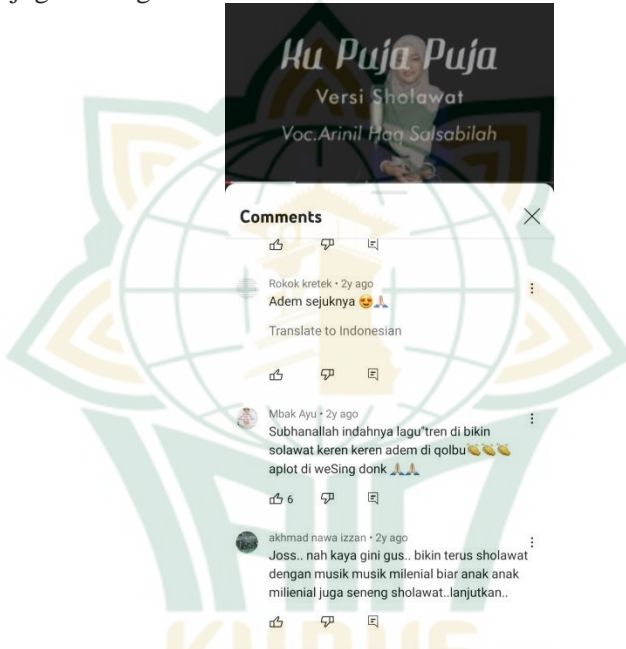 Ku Puja Puja
Versi Sholawat
Voc.Arinil Haq Salsabilah
Comments
Rokok kretek • 2y ago
Adem sejuknya 😍🙏🏻
Translate to Indonesian
Mbak Ayu • 2y ago
Subhanallah indahnya lagu"tren di bikin
solawat keren keren adem di qolbu👏👏👏
aplot di weSing donk 🙏🏻🙏🏻
6
akhmad nawa izzan • 2y ago
Joss.. nah kaya gini gus.. bikin terus sholawat
dengan musik musik milenial biar anak anak
milienial juga seneng sholawat..lanjutkan..
IAIN
KUDUS